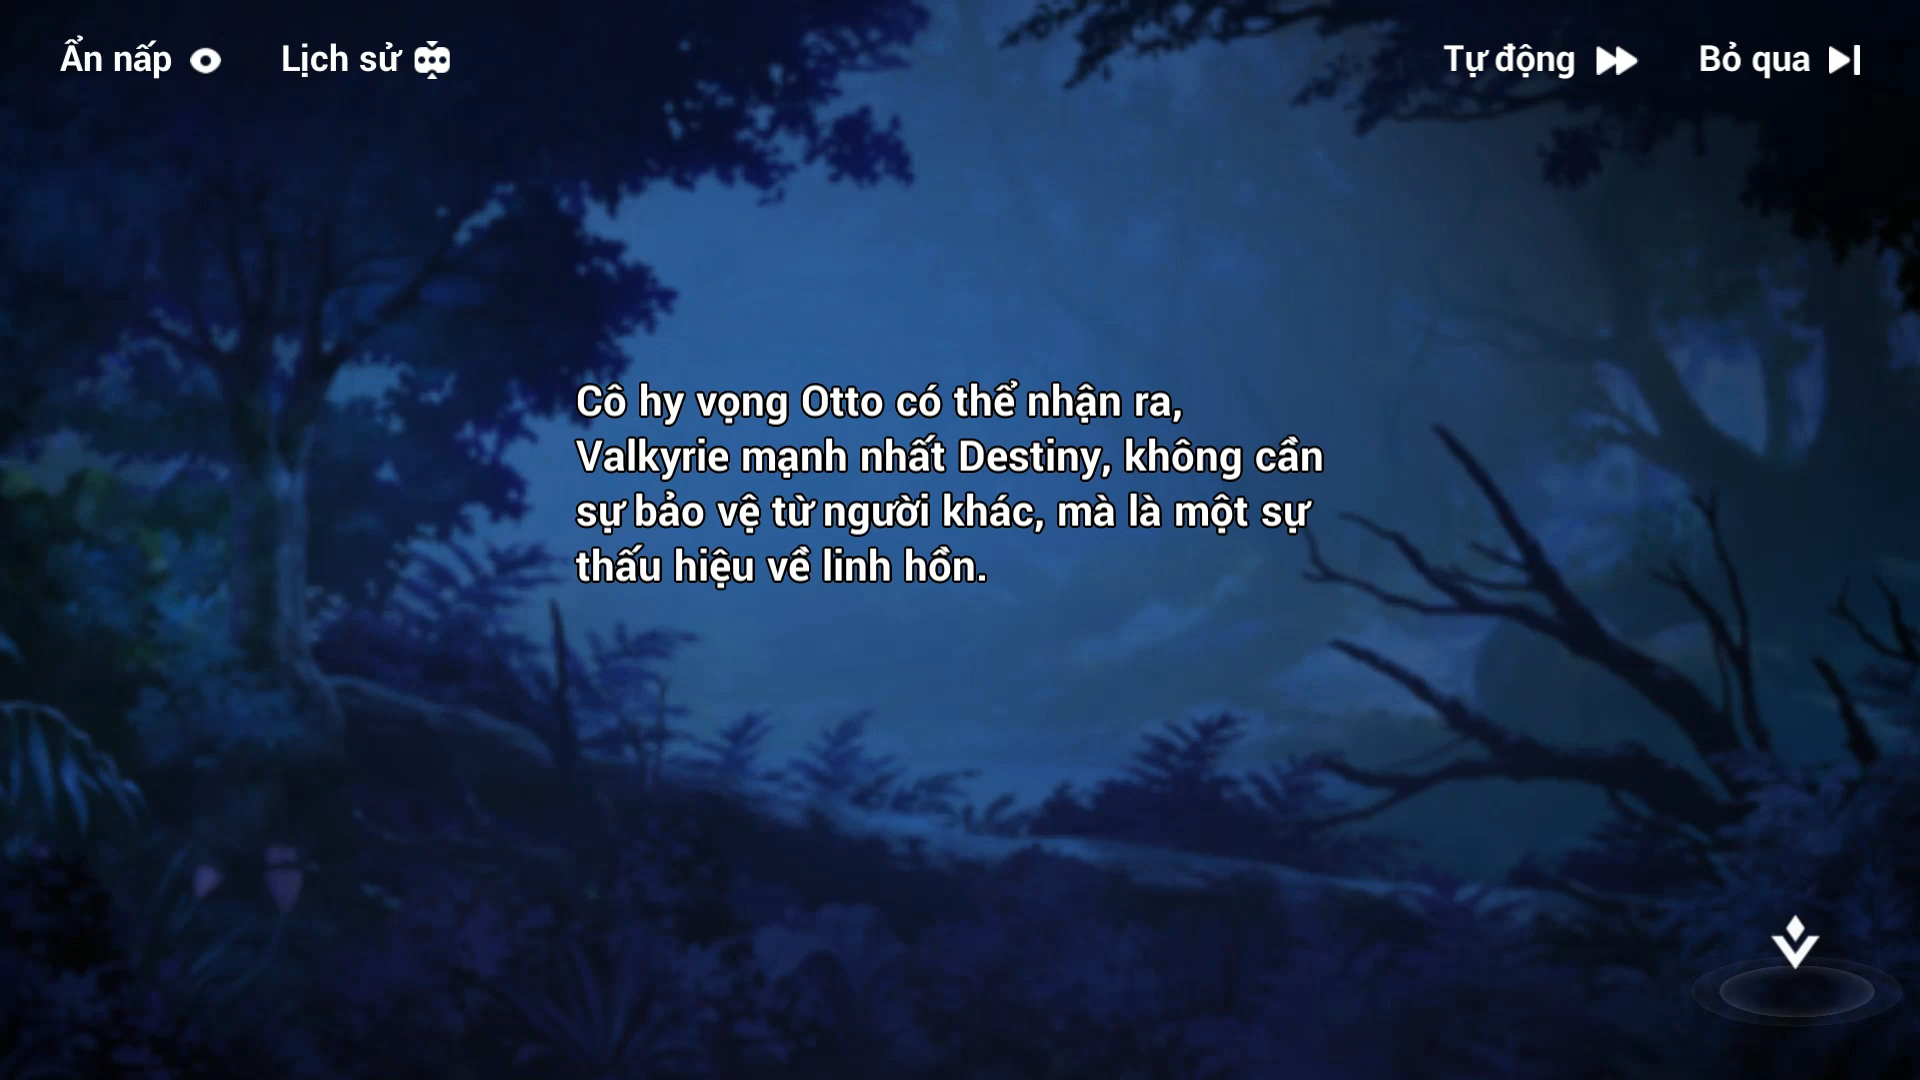 Ẩn nấp
Lịch sử
Tự động
Bỏ qua
Cô hy vọng Otto có thể nhận ra,
Valkyrie mạnh nhất Destiny, không cần
sự bảo vệ từ người khác, mà là một sự
thấu hiệu về linh hồn.